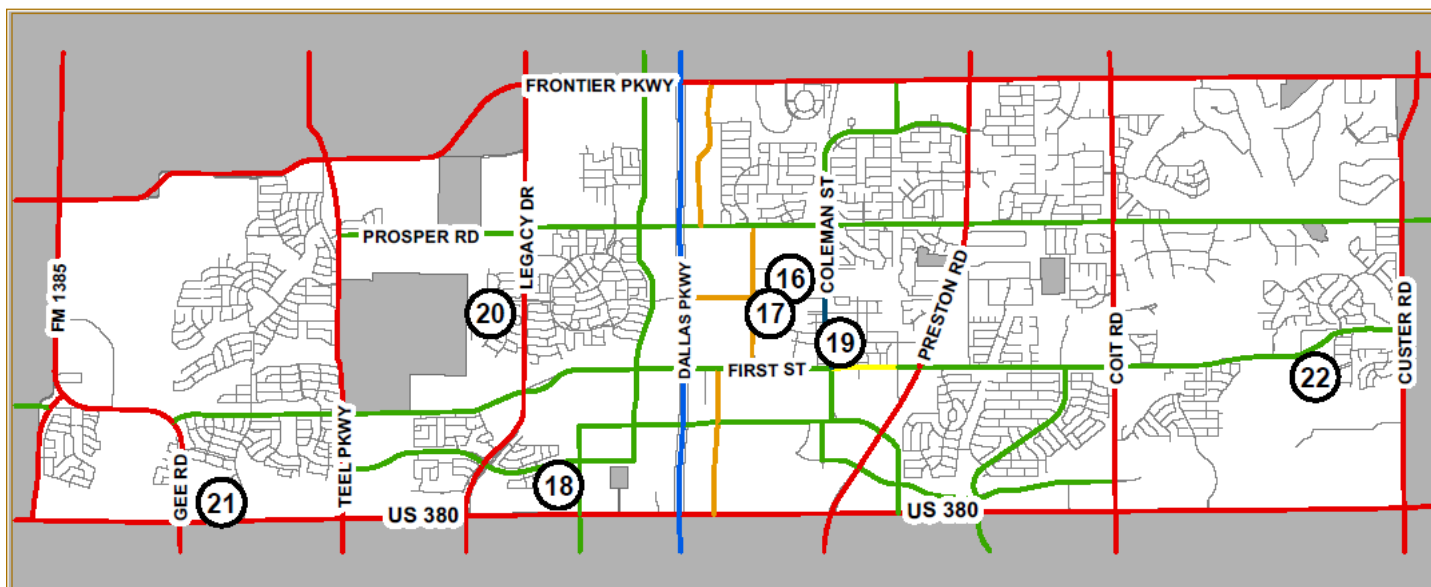 FRONTIER PKWY
LEGACY DR
COLEMAN ST
PROSPER RD
PRESTON RD
FM 1385
DALLAS PKWY
16
17
20
19
COIT RD
CUSTER RD
FIRST ST
22
TEEL PKWY
GEE RD
18
21
US 380
US 380